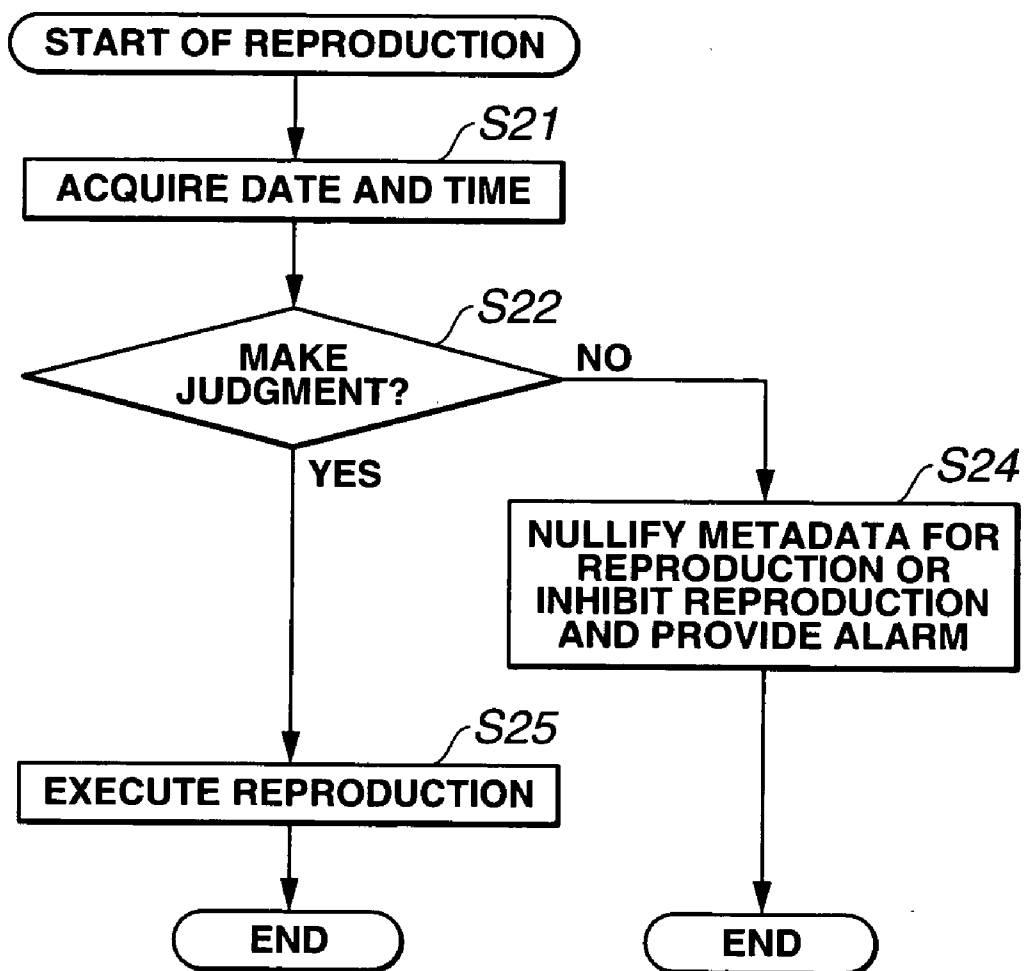 START OF REPRODUCTION
S21
ACQUIRE DATE AND TIME
S22
MAKE
JUDGMENT?
NO
YES
S24
NULLIFY METADATA FOR
REPRODUCTION OR
INHIBIT REPRODUCTION
AND PROVIDE ALARM
S25
EXECUTE REPRODUCTION
END
END